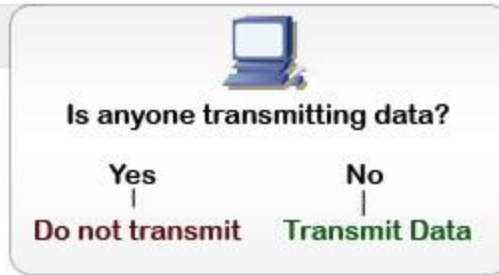 Is anyone transmitting data?
Yes No
Do not transmit Transmit Data